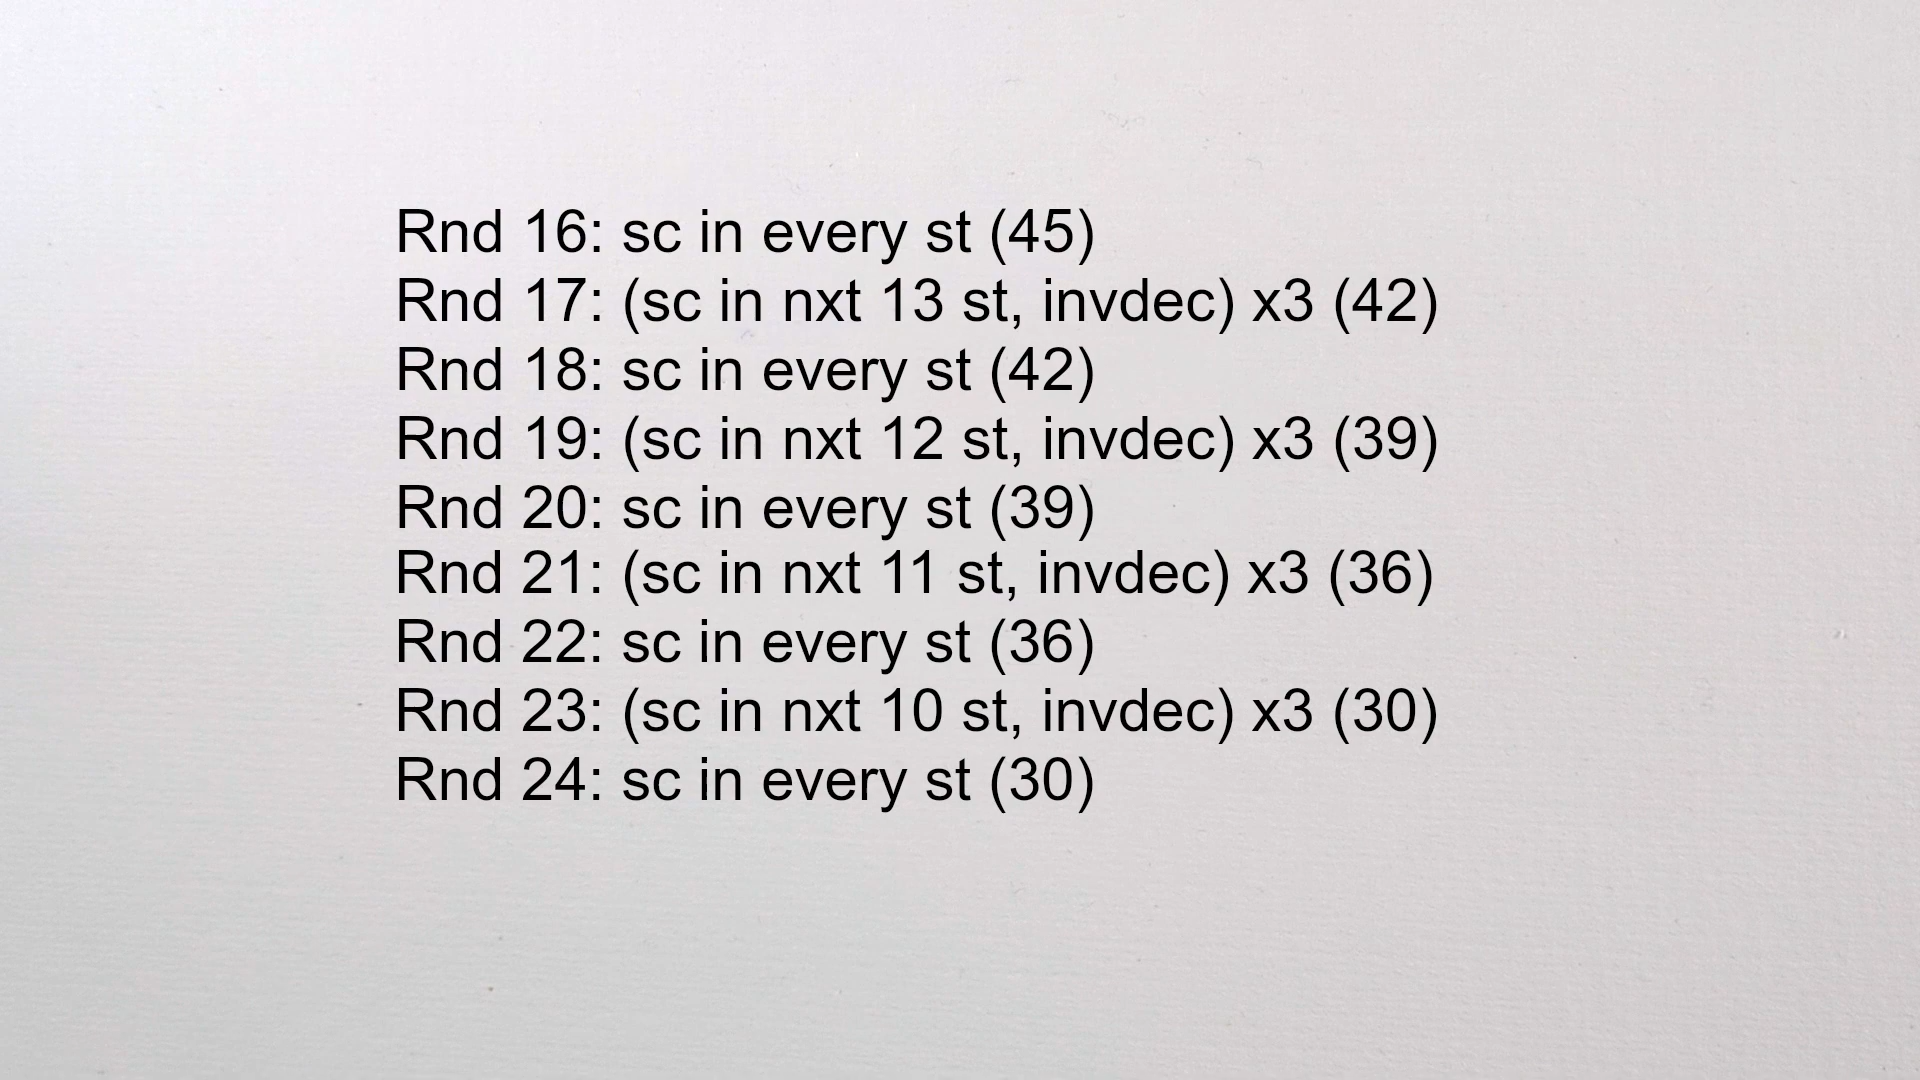 Rnd 16: sc in every st (45)
Rnd 17: (sc in nxt 13 st, invdec) x3 (42)
Rnd 18: sc in every st (42)
Rnd 19: (sc in nxt 12 st, invdec) x3 (39)
Rnd 20: sc in every st (39)
Rnd 21: (sc in nxt 11 st, invdec) x3 (36)
Rnd 22: sc in every st (36)
Rnd 23: (sc in nxt 10 st, invdec) x3 (30)
Rnd 24: sc in every st (30)